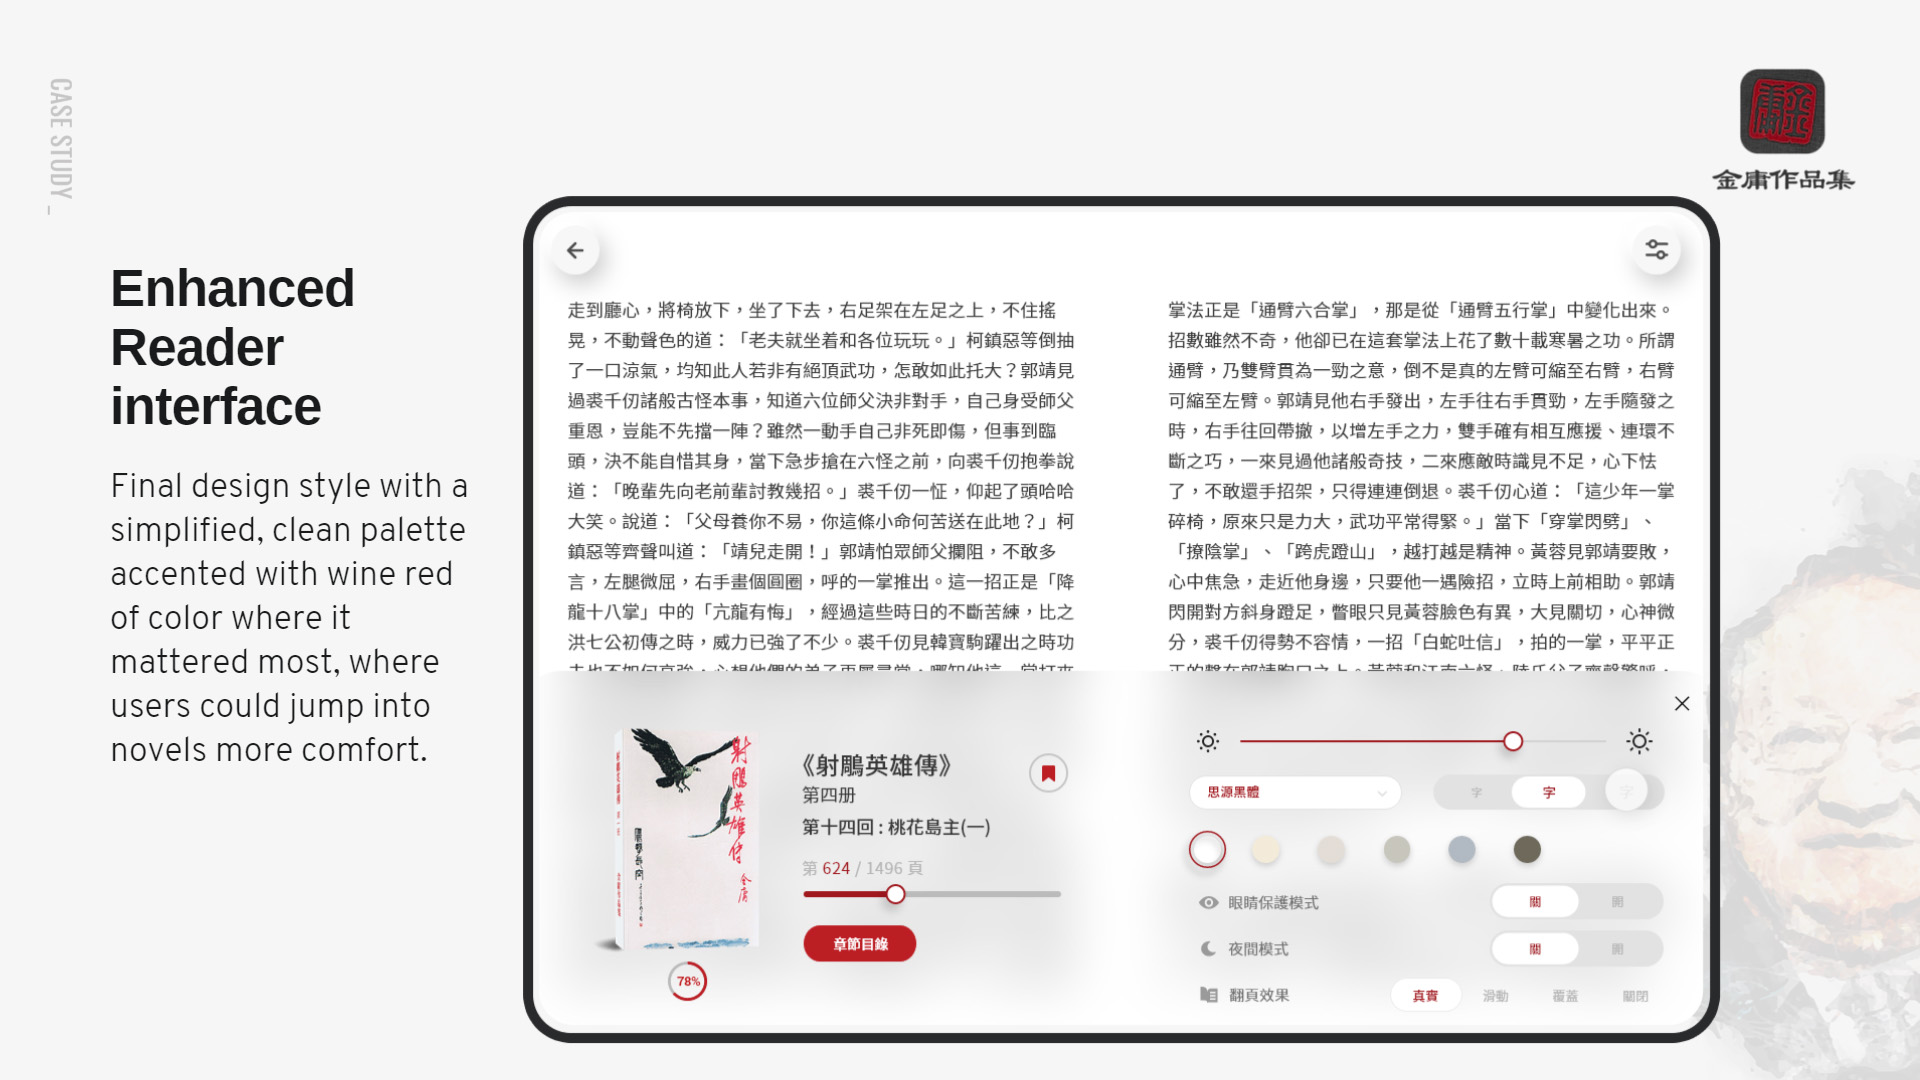 CASE STUDY _
金庸作品集
Enhanced
Reader
interface
Final design style with a
simplified, clean palette
accented with wine red
of color where it
mattered most, where
users could jump into
novels more comfort.
走到廳心，將椅放下，坐了下去，右足架在左足之上，不住搖
晃，不動聲色的道：「老夫就坐着和各位玩玩。」柯鎮惡等倒抽
了一口涼氣，均知此人若非有絕頂武功，怎敢如此托大？郭靖見
過裘千仞諸般古怪本事，知道六位師父決非對手，自己身受師父
重恩，豈能不先擋一陣？雖然一動手自己非死即傷，但事到臨
頭，決不能自惜其身，當下急步搶在六怪之前，向裘千仞抱拳說
道：「晚輩先向老前輩討教幾招。」裘千仞一怔，仰起了頭哈哈
大笑。說道：「父母養你不易，你這條小命何苦送在此地？」柯
鎮惡等齊聲叫道：「靖兒走開！」郭靖怕眾師父攔阻，不敢多
言，左腿微屈，右手畫個圓圈，呼的一掌推出。這一招正是「降
龍十八掌」中的「亢龍有悔」，經過這些時日的不斷苦練，比之
洪七公初傳之時，威力已強了不少。裘千仞見韓寶駒躍出之時功
掌法正是「通臂六合掌」，那是從「通臂五行掌」中變化出來。
招數雖然不奇，他卻已在這套掌法上花了數十載寒暑之功。所謂
通臂，乃雙臂貫為一勁之意，倒不是真的左臂可縮至右臂，右臂
可縮至左臂。郭靖見他右手發出，左手往右手貫勁，左手隨發之
時，右手往回帶撤，以增左手之力，雙手確有相互應援、連環不
斷之巧，一來見過他諸般奇技，二來應敵時識見不足，心下怯
了，不敢還手招架，只得連連倒退。裘千仞心道：「這少年一掌
碎椅，原來只是力大，武功平常得緊。」當下「穿掌閃劈」、
「撩陰掌」、「跨虎蹬山」，越打越是精神。黃蓉見郭靖要敗，
心中焦急，走近他身邊，只要他一遇險招，立時上前相助。郭靖
閃開對方斜身蹬足，瞥眼只見黃蓉臉色有異，大見關切，心神微
分，裘千仞得勢不容情，一招「白蛇吐信」，拍的一掌，平平正
射鵰英雄傳
金庸
78%
《射鵰英雄傳》
第四册
第十四回 : 桃花島主(一)
第 624 / 1496 頁
章節目錄
思源黑體
字 字 字
眼睛保護模式 關 開
夜間模式 關 開
翻頁效果 真實 滑動 覆蓋 關閉